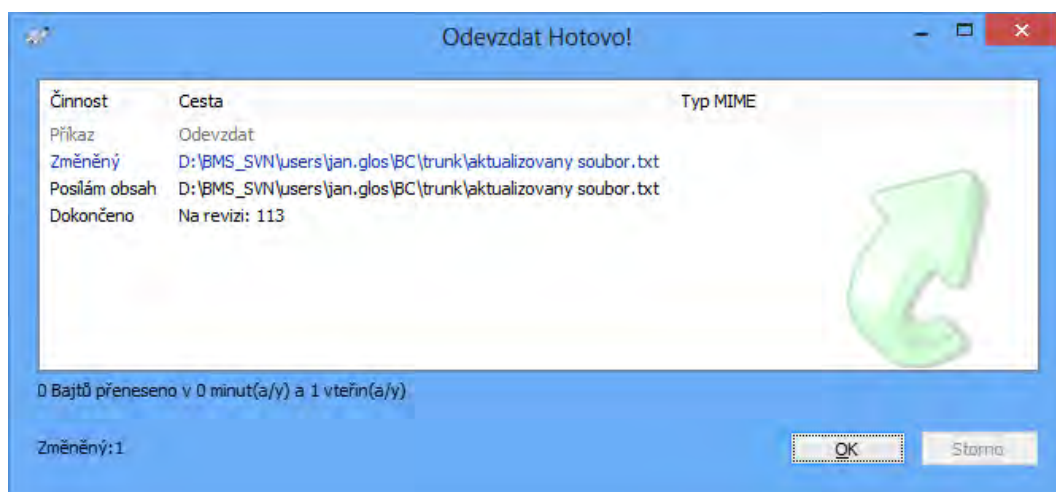 Odevzdat Hotovo!
Činnost Cesta Typ MIME
Příkaz Odevzdat
Změněný D:\BMS_SVN\users\jan.glos\BC\trunk\aktualizovany soubor.txt
Posílám obsah D:\BMS_SVN\users\jan.glos\BC\trunk\aktualizovany soubor.txt
Dokončeno Na revizi: 113
0 Bajtů přeneseno v 0 minut(a/y) a 1 vteřin(a/y)
Změněný:1 OK Storno